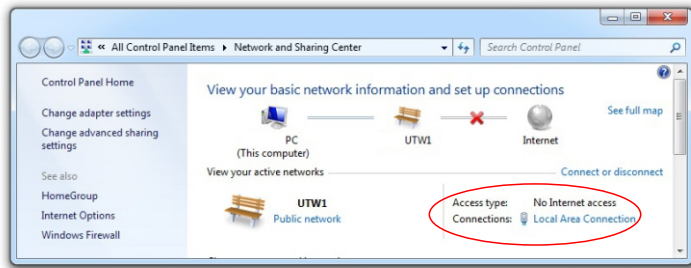 « All Control Panel Items ▸ Network and Sharing Center
Search Control Panel
Control Panel Home
Change adapter settings
Change advanced sharing
settings
See also
HomeGroup
Internet Options
Windows Firewall
View your basic network information and set up connections
See full map
PC
(This computer)
UTW1
Internet
View your active networks
Connect or disconnect
UTW1
Public network
Access type: No Internet access
Connections: Local Area Connection